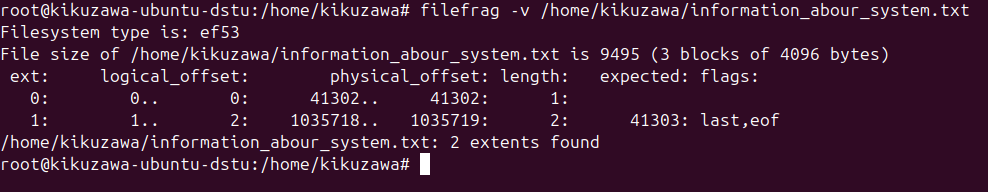 root@kikuzawa-ubuntu-dstu:/home/kikuzawa# filefrag -v /home/kikuzawa/information_abour_system.txt
Filesystem type is: ef53
File size of /home/kikuzawa/information_abour_system.txt is 9495 (3 blocks of 4096 bytes)
 ext:     logical_offset:        physical_offset: length:   expected: flags:
   0:        0..       0:      41302..     41302:      1:
   1:        1..       2:    1035718..   1035719:      2:      41303: last,eof
/home/kikuzawa/information_abour_system.txt: 2 extents found
root@kikuzawa-ubuntu-dstu:/home/kikuzawa#